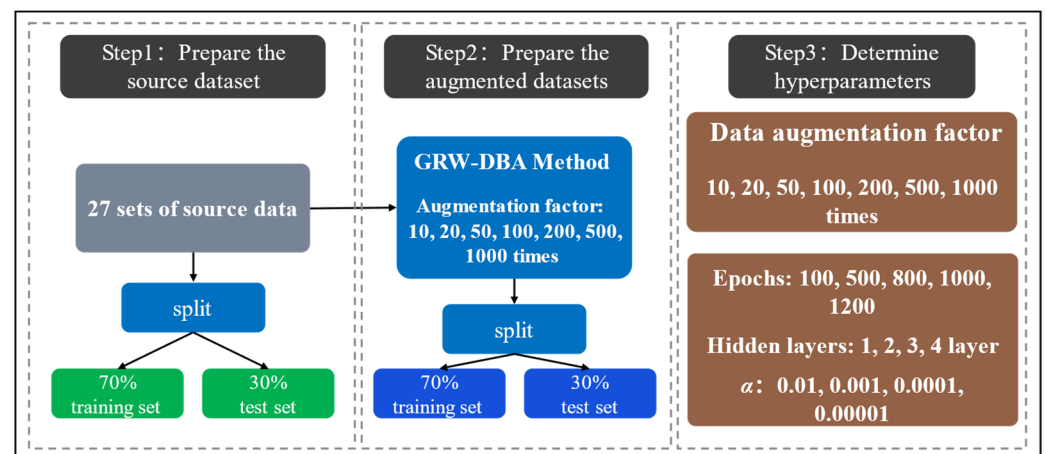 Step1：Prepare the
source dataset
27 sets of source data
split
70%
training set
30%
test set
Step2：Prepare the
augmented datasets
GRW-DBA Method
Augmentation factor:
10, 20, 50, 100, 200, 500,
1000 times
split
70%
training set
30%
test set
Step3：Determine
hyperparameters
Data augmentation factor
10, 20, 50, 100, 200, 500, 1000
times
Epochs: 100, 500, 800, 1000,
1200
Hidden layers: 1, 2, 3, 4 layer
α：0.01, 0.001, 0.0001,
0.00001